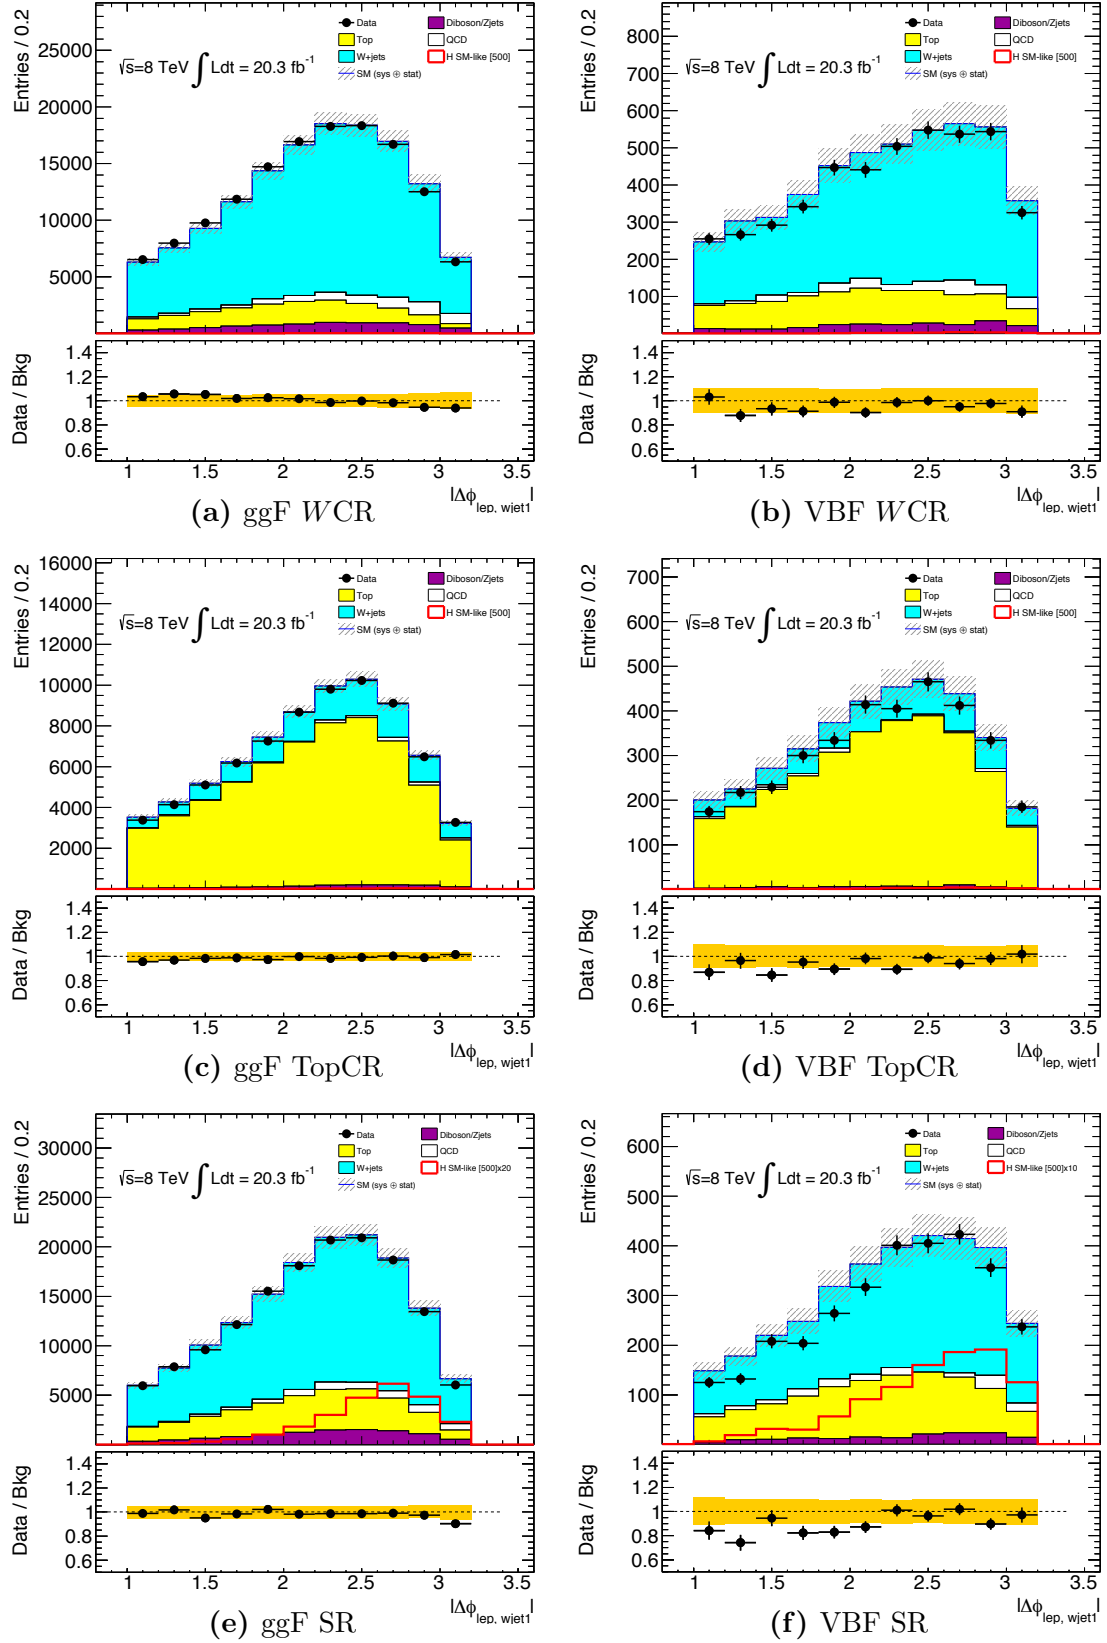 Entries / 0.2
25000
20000
15000
10000
5000
√s=8 TeV ∫ Ldt = 20.3 fb⁻¹
Data
Top
W+jets
SM (sys ⊕ stat)
Diboson/Zjets
QCD
H SM-like [500]
Data / Bkg
1.4
1.2
1
0.8
0.6
1 1.5 2 2.5 3 3.5
|Δϕlep, wjet1|
(a) ggF WCR
Entries / 0.2
800
700
600
500
400
300
200
100
√s=8 TeV ∫ Ldt = 20.3 fb⁻¹
Data
Top
W+jets
SM (sys ⊕ stat)
Diboson/Zjets
QCD
H SM-like [500]
Data / Bkg
1.4
1.2
1
0.8
0.6
1 1.5 2 2.5 3 3.5
|Δϕlep, wjet1|
(b) VBF WCR
Entries / 0.2
16000
14000
12000
10000
8000
6000
4000
2000
√s=8 TeV ∫ Ldt = 20.3 fb⁻¹
Data
Top
W+jets
SM (sys ⊕ stat)
Diboson/Zjets
QCD
H SM-like [500]
Data / Bkg
1.4
1.2
1
0.8
0.6
1 1.5 2 2.5 3 3.5
|Δϕlep, wjet1|
(c) ggF TopCR
Entries / 0.2
700
600
500
400
300
200
100
√s=8 TeV ∫ Ldt = 20.3 fb⁻¹
Data
Top
W+jets
SM (sys ⊕ stat)
Diboson/Zjets
QCD
H SM-like [500]
Data / Bkg
1.4
1.2
1
0.8
0.6
1 1.5 2 2.5 3 3.5
|Δϕlep, wjet1|
(d) VBF TopCR
Entries / 0.2
30000
25000
20000
15000
10000
5000
√s=8 TeV ∫ Ldt = 20.3 fb⁻¹
Data
Top
W+jets
SM (sys ⊕ stat)
Diboson/Zjets
QCD
H SM-like [500]x20
Data / Bkg
1.4
1.2
1
0.8
0.6
1 1.5 2 2.5 3 3.5
|Δϕlep, wjet1|
(e) ggF SR
Entries / 0.2
600
500
400
300
200
100
√s=8 TeV ∫ Ldt = 20.3 fb⁻¹
Data
Top
W+jets
SM (sys ⊕ stat)
Diboson/Zjets
QCD
H SM-like [500]x10
Data / Bkg
1.4
1.2
1
0.8
0.6
1 1.5 2 2.5 3 3.5
|Δϕlep, wjet1|
(f) VBF SR